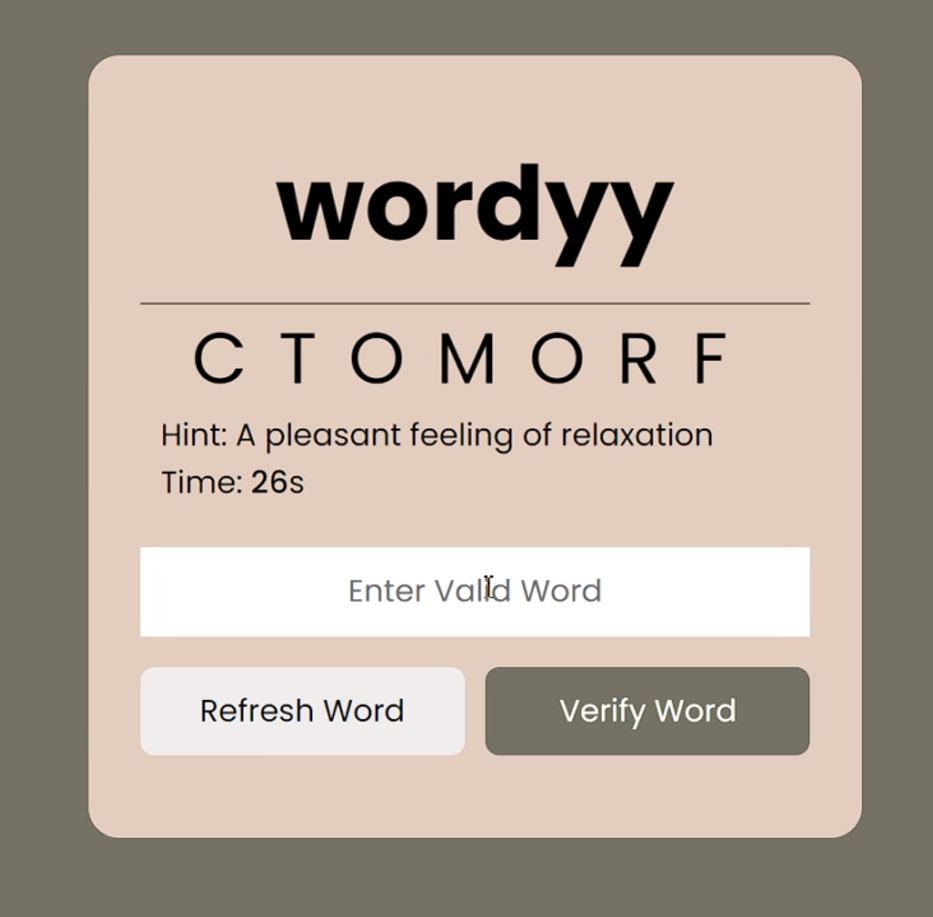 wordyy
C T O M O R F
Hint: A pleasant feeling of relaxation
Time: 26s
Enter Valid Word
Refresh Word
Verify Word